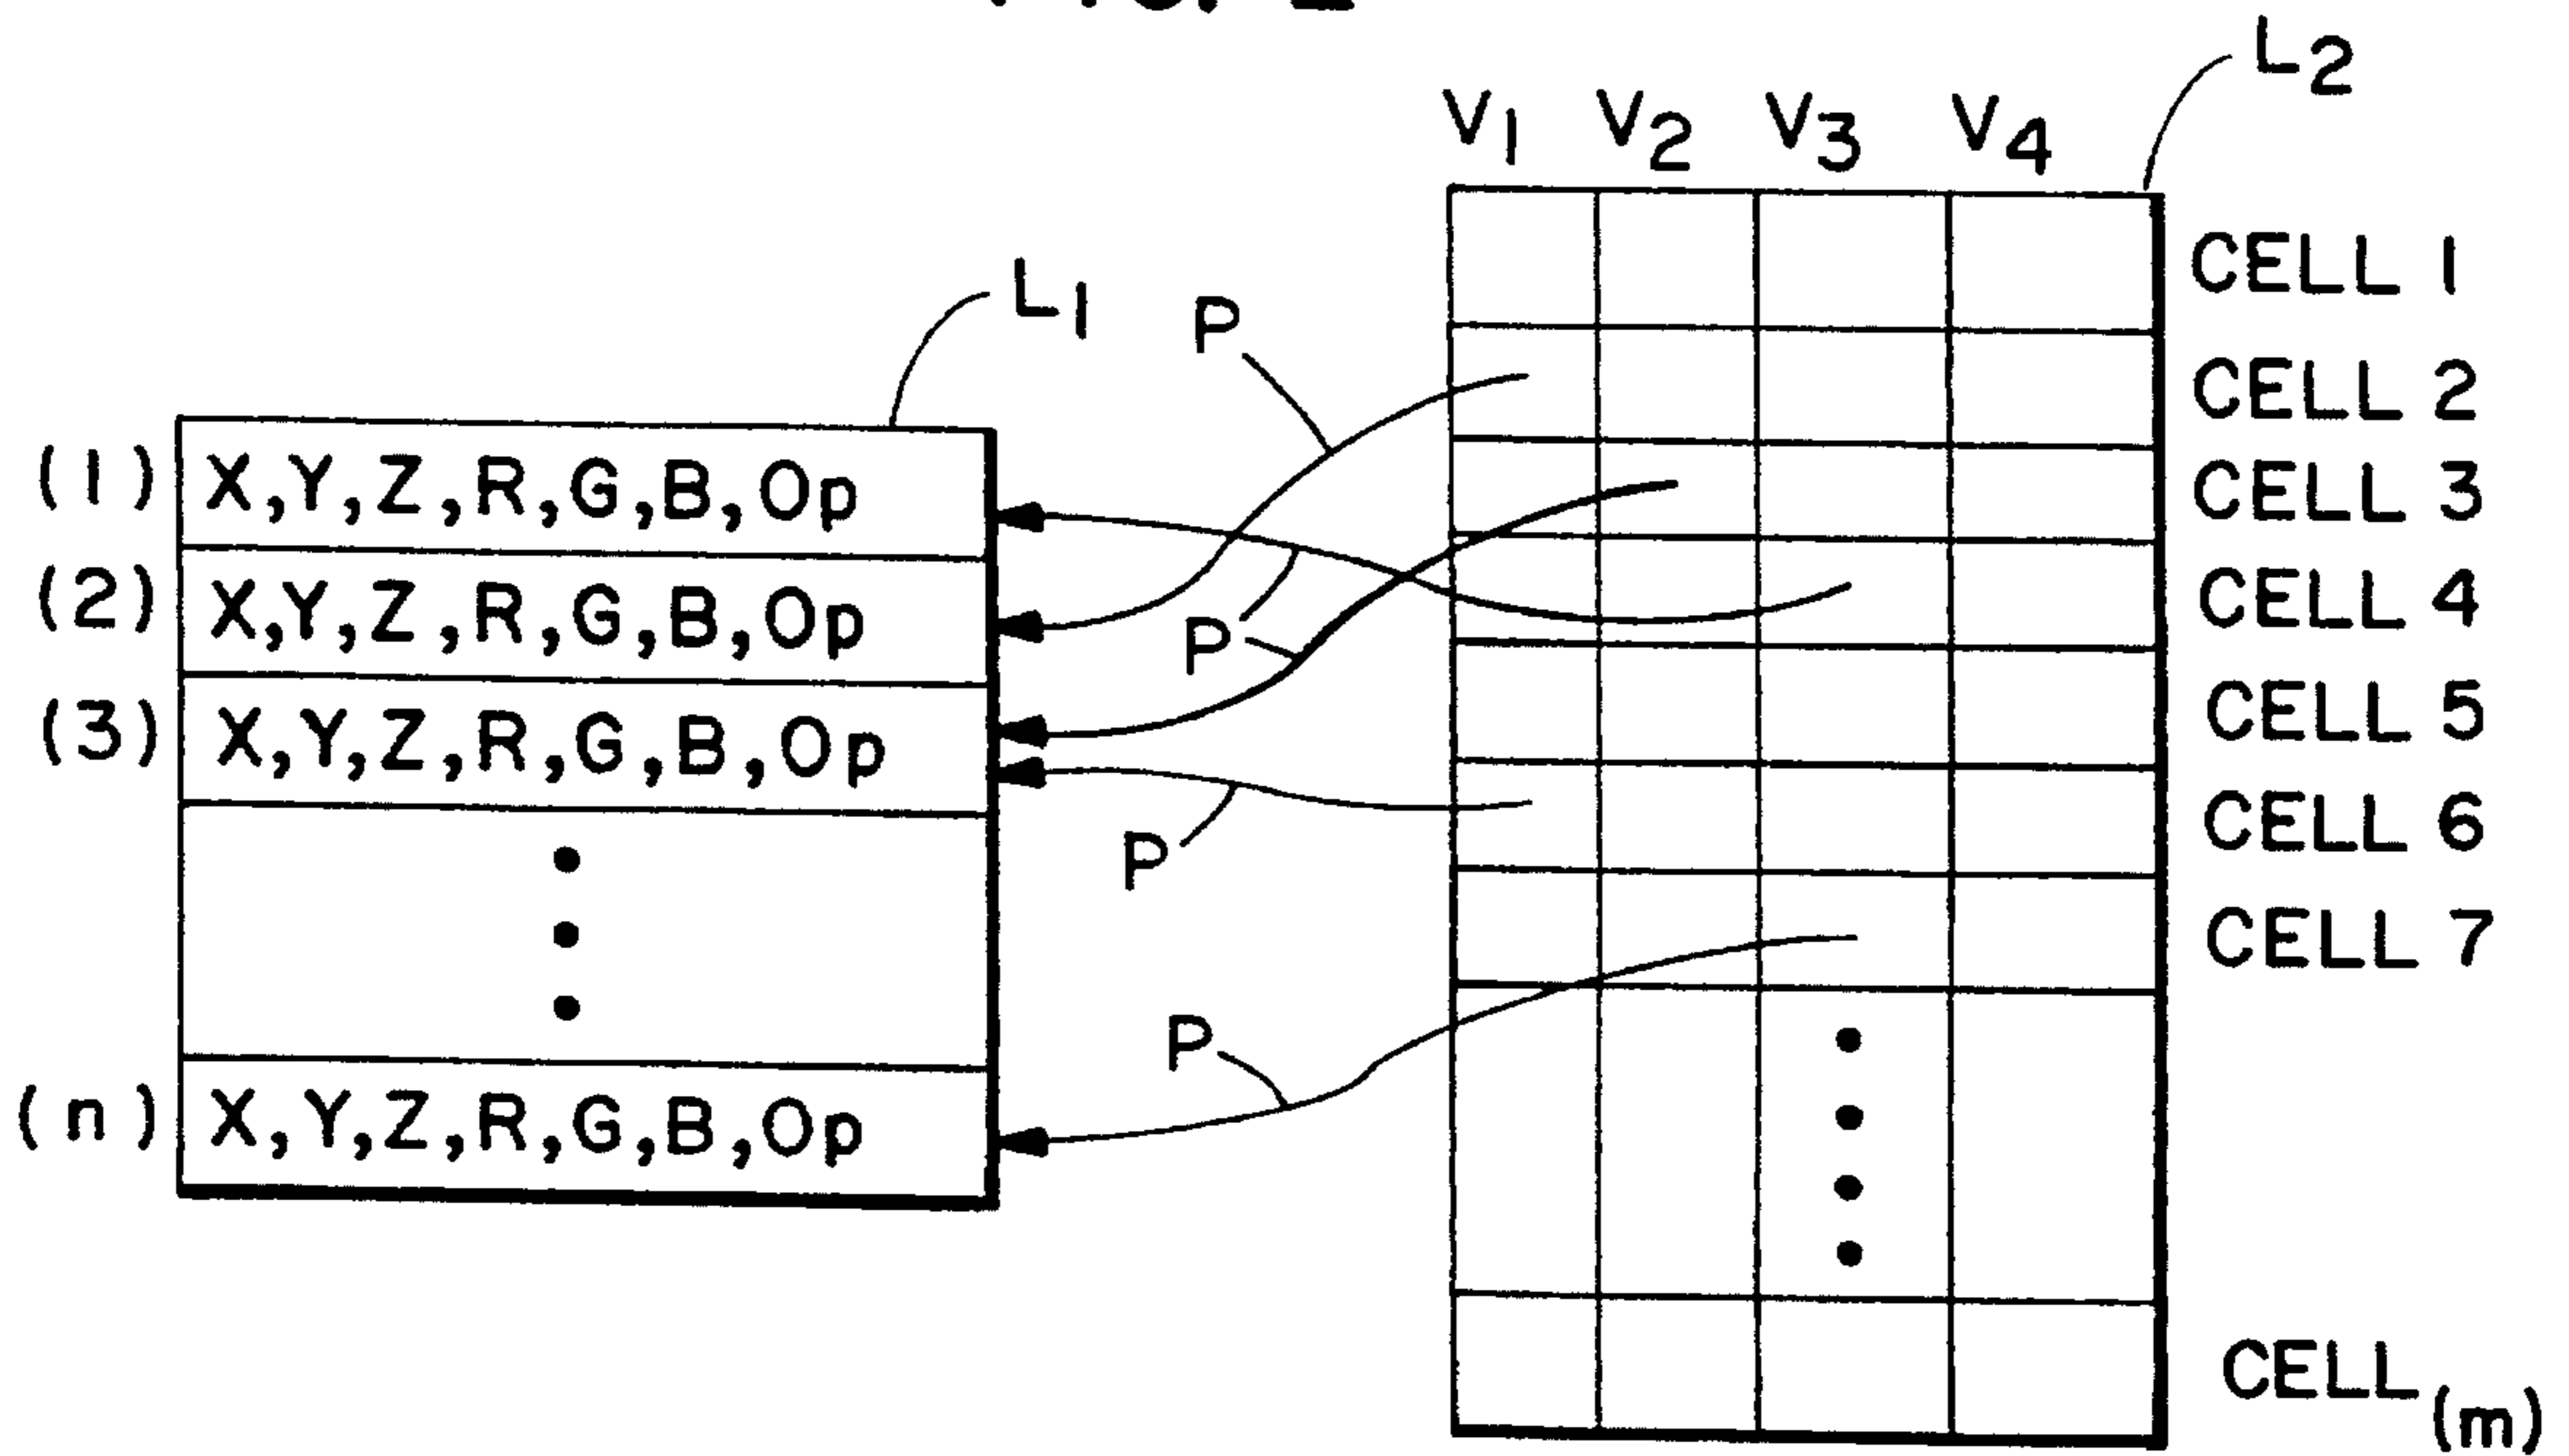 L2
V1 V2 V3 V4
CELL 1
L1
P
CELL 2
(1) X,Y,Z,R,G,B,Op
CELL 3
(2) X,Y,Z,R,G,B,Op
P
CELL 4
(3) X,Y,Z,R,G,B,Op
CELL 5
P
CELL 6
CELL 7
P
(n) X,Y,Z,R,G,B,Op
CELL(m)